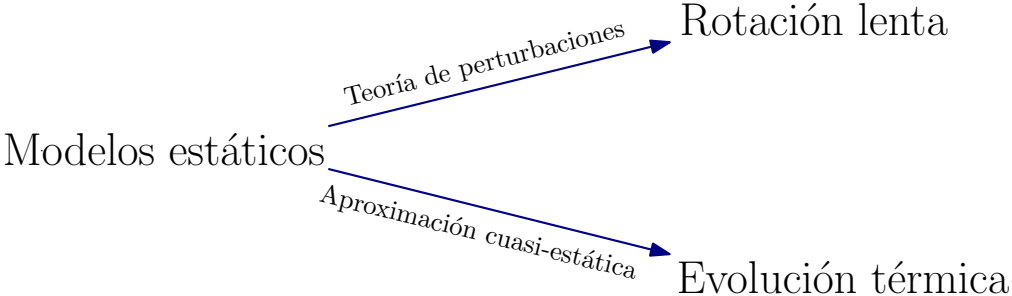 Rotación lenta
Teoría de perturbaciones
Modelos estáticos
Aproximación cuasi-estática
Evolución térmica